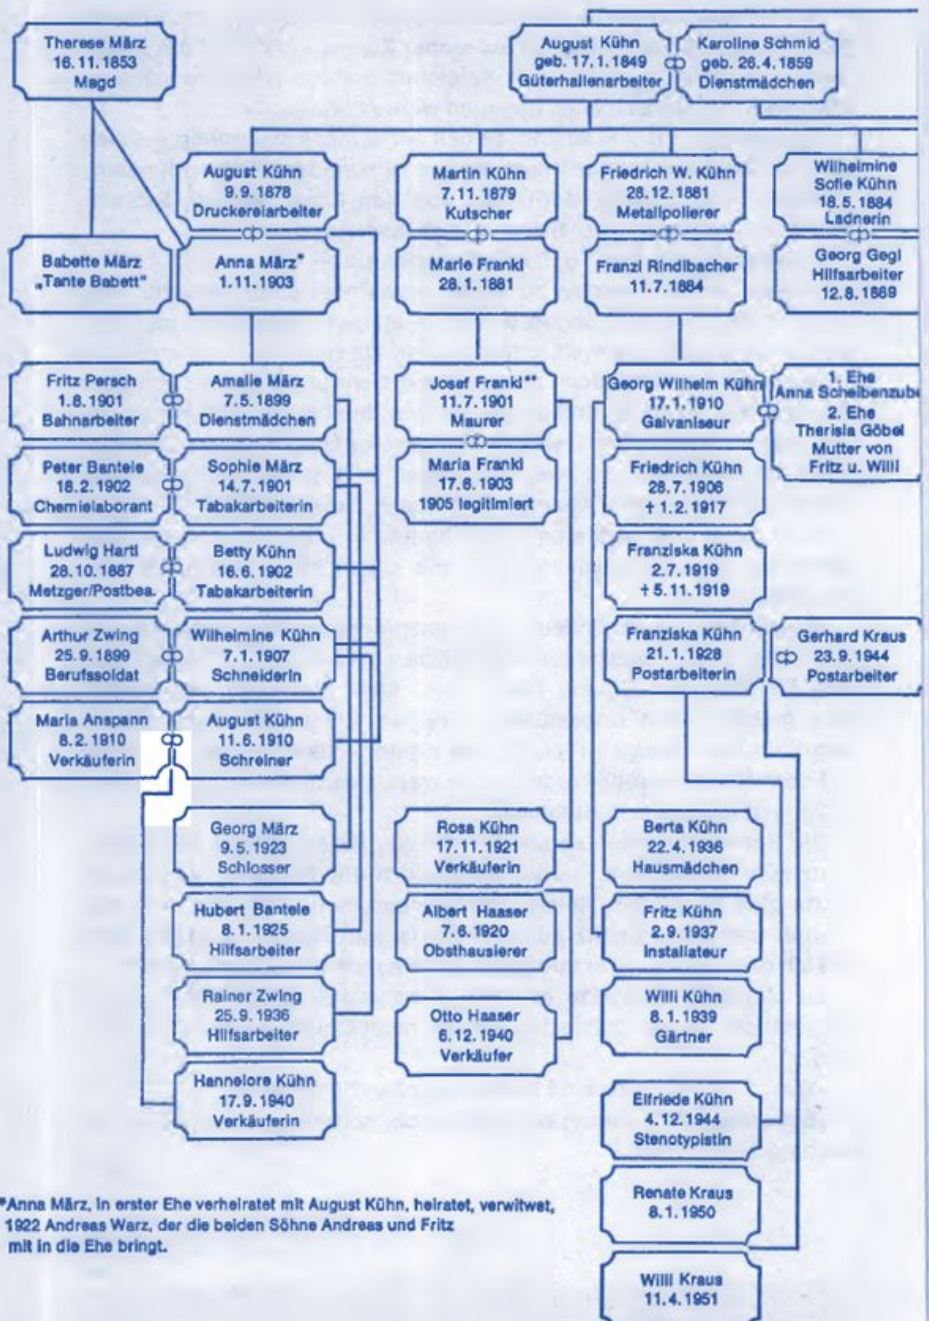 Therese März
16.11.1853
Magd
August Kühn
geb. 17.1.1849
Güterhallenarbeiter
Karoline Schmid
geb. 26.4.1859
Dienstmädchen
August Kühn
9.9.1878
Druckereiarbeiter
Martin Kühn
7.11.1879
Kutscher
Friedrich W. Kühn
28.12.1881
Metallpolierer
Wilhelmine
Sofie Kühn
18.5.1884
Ladnerin
Babette März
„Tante Babett"
Anna März*
1.11.1903
Marie Frankl
28.1.1881
Franzl Rindlbacher
11.7.1884
Georg Gegl
Hilfsarbeiter
12.8.1889
Fritz Persch
1.8.1901
Bahnarbeiter
Amalie März
7.5.1899
Dienstmädchen
Josef Frankl**
11.7.1901
Maurer
Georg Wilhelm Kühn
17.1.1910
Galvaniseur
1. Ehe
Anna Scheibenzube
2. Ehe
Therisia Göbel
Mutter von
Fritz u. Willi
Peter Bantele
18.2.1902
Chemielaborant
Sophie März
14.7.1901
Tabakarbeiterin
Maria Frankl
17.8.1903
1905 legitimiert
Friedrich Kühn
28.7.1906
+ 1.2.1917
Ludwig Hartl
28.10.1887
Metzger/Postbea.
Betty Kühn
16.6.1902
Tabakarbeiterin
Franziska Kühn
2.7.1919
+ 5.11.1919
Arthur Zwing
25.9.1899
Berufssoldat
Wilhelmine Kühn
7.1.1907
Schneiderin
Franziska Kühn
21.1.1928
Postarbeiterin
Gerhard Kraus
23.9.1944
Postarbeiter
Maria Anspann
8.2.1910
Verkäuferin
August Kühn
11.6.1910
Schreiner
Georg März
9.5.1923
Schlosser
Rosa Kühn
17.11.1921
Verkäuferin
Berta Kühn
22.4.1936
Hausmädchen
Hubert Bantele
8.1.1925
Hilfsarbeiter
Albert Haaser
7.6.1920
Obsthausierer
Fritz Kühn
2.9.1937
Installateur
Rainer Zwing
25.9.1936
Hilfsarbeiter
Otto Haaser
6.12.1940
Verkäufer
Willi Kühn
8.1.1939
Gärtner
Hannelore Kühn
17.9.1940
Verkäuferin
Elfriede Kühn
4.12.1944
Stenotypistin
Renate Kraus
8.1.1950
Willi Kraus
11.4.1951
*Anna März, in erster Ehe verheiratet mit August Kühn, heiratet, verwitwet,
1922 Andreas Warz, der die beiden Söhne Andreas und Fritz
mit in die Ehe bringt.